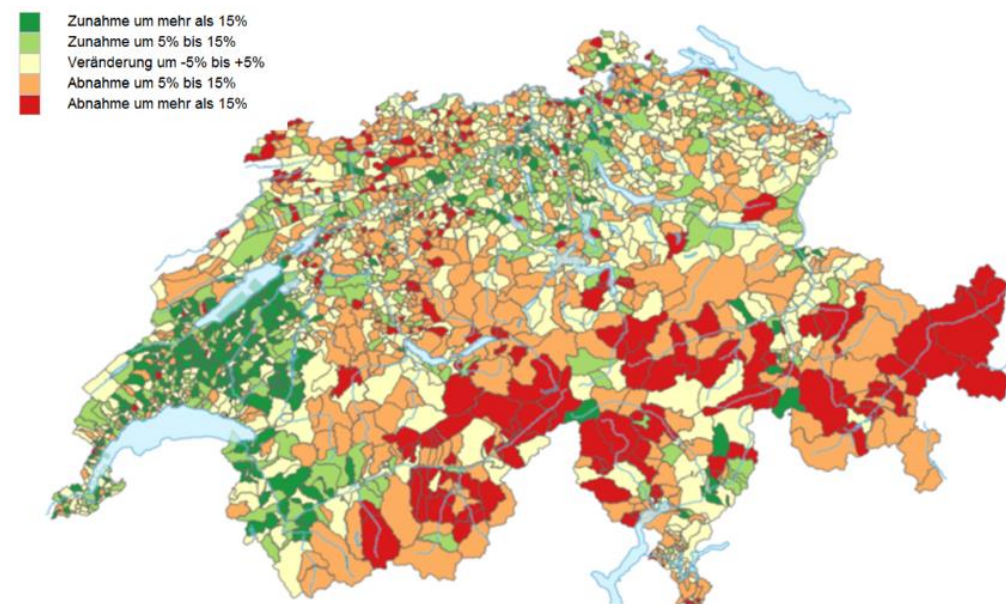 Zunahme um mehr als 15%
Zunahme um 5% bis 15%
Veränderung um -5% bis +5%
Abnahme um 5% bis 15%
Abnahme um mehr als 15%